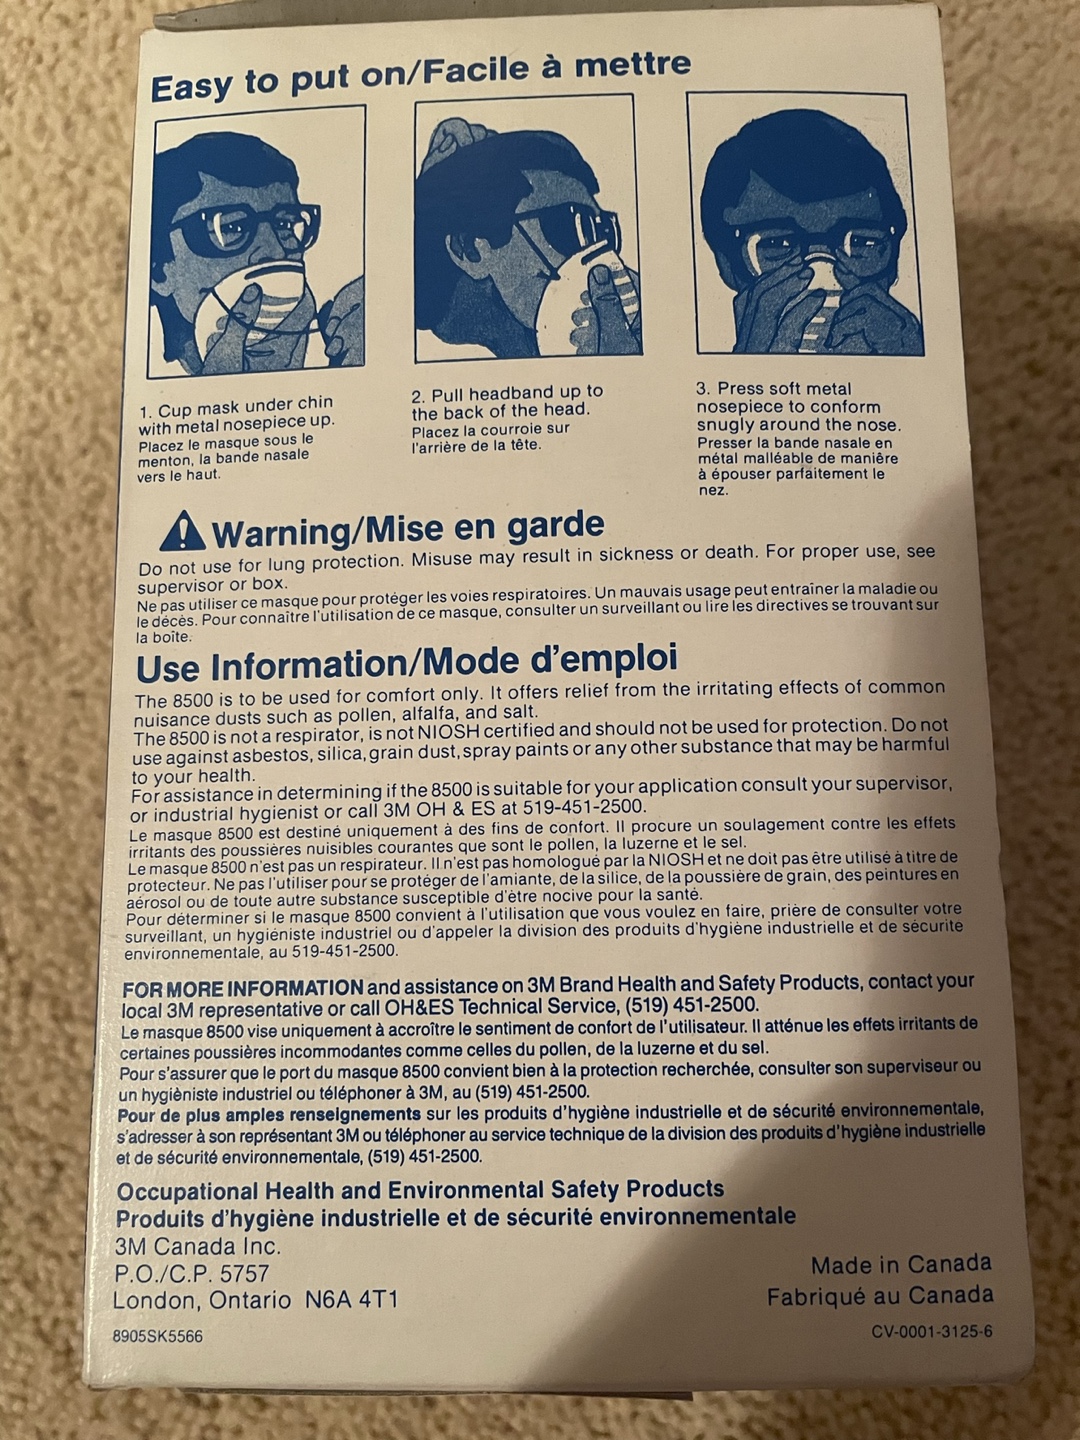 Easy to put on/Facile à mettre
1. Cup mask under chin
with metal nosepiece up.
Placez le masque sous le
menton, la bande nasale
vers le haut.
2. Pull headband up to
the back of the head.
Placez la courroie sur
l'arrière de la tête.
3. Press soft metal
nosepiece to conform
snugly around the nose.
Presser la bande nasale en
métal malléable de manière
à épouser parfaitement le
nez.
Warning/Mise en garde
Do not use for lung protection. Misuse may result in sickness or death. For proper use, see
supervisor or box.
Ne pas utiliser ce masque pour protéger les voies respiratoires. Un mauvais usage peut entraîner la maladie ou
le décès. Pour connaître l'utilisation de ce masque, consulter un surveillant ou lire les directives se trouvant sur
la boîte.
Use Information/Mode d'emploi
The 8500 is to be used for comfort only. It offers relief from the irritating effects of common
nuisance dusts such as pollen, alfalfa, and salt.
The 8500 is not a respirator, is not NIOSH certified and should not be used for protection. Do not
use against asbestos, silica, grain dust, spray paints or any other substance that may be harmful
to your health.
For assistance in determining if the 8500 is suitable for your application consult your supervisor,
or industrial hygienist or call 3M OH & ES at 519-451-2500.
Le masque 8500 est destiné uniquement à des fins de confort. Il procure un soulagement contre les effets
irritants des poussières nuisibles courantes que sont le pollen, la luzerne et le sel.
Le masque 8500 n'est pas un respirateur. Il n'est pas homologué par la NIOSH et ne doit pas être utilisé à titre de
protecteur. Ne pas l'utiliser pour se protéger de l'amiante, de la silice, de la poussière de grain, des peintures en
aérosol ou de toute autre substance susceptible d'être nocive pour la santé.
Pour déterminer si le masque 8500 convient à l'utilisation que vous voulez en faire, prière de consulter votre
surveillant, un hygiéniste industriel ou d'appeler la division des produits d'hygiène industrielle et de sécurité
environnementale, au 519-451-2500.
FOR MORE INFORMATION and assistance on 3M Brand Health and Safety Products, contact your
local 3M representative or call OH&ES Technical Service, (519) 451-2500.
Le masque 8500 vise uniquement à accroître le sentiment de confort de l'utilisateur. Il atténue les effets irritants de
certaines poussières incommodantes comme celles du pollen, de la luzerne et du sel.
Pour s'assurer que le port du masque 8500 convient bien à la protection recherchée, consulter son superviseur ou
un hygièniste industriel ou téléphoner à 3M, au (519) 451-2500.
Pour de plus amples renseignements sur les produits d'hygiène industrielle et de sécurité environnementale,
s'adresser à son représentant 3M ou téléphoner au service technique de la division des produits d'hygiène industrielle
et de sécurité environnementale, (519) 451-2500.
Occupational Health and Environmental Safety Products
Produits d'hygiène industrielle et de sécurité environnementale
3M Canada Inc.
P.O./C.P. 5757
London, Ontario N6A 4T1
8905SK5566
Made in Canada
Fabriqué au Canada
CV-0001-3125-6